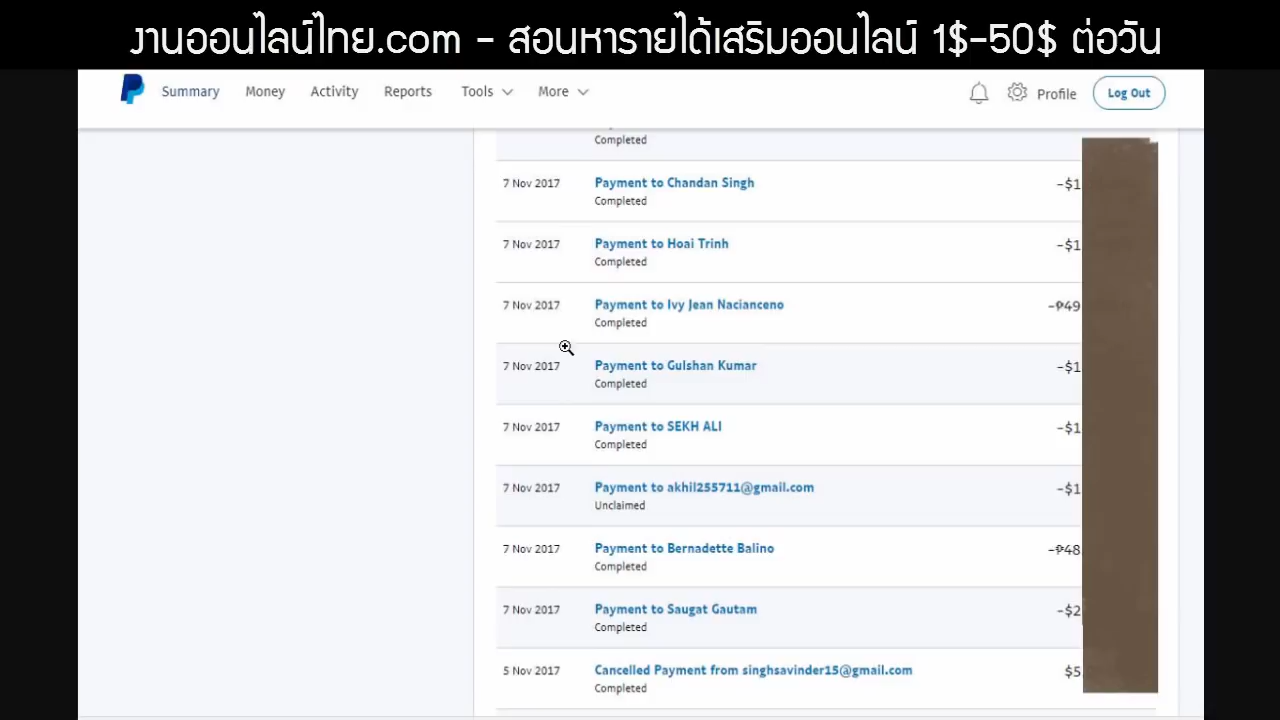 งานออนไลน์ไทย.com - สอนหารายได้เสริมออนไลน์ 1$-50$ ต่อวัน
Summary Money Activity Reports Tools More Profile Log Out
Completed
7 Nov 2017 Payment to Chandan Singh -$1
Completed
7 Nov 2017 Payment to Hoai Trinh -$1
Completed
7 Nov 2017 Payment to Ivy Jean Nacianceno -₱49
Completed
7 Nov 2017 Payment to Gulshan Kumar -$1
Completed
7 Nov 2017 Payment to SEKH ALI -$1
Completed
7 Nov 2017 Payment to akhil255711@gmail.com -$1
Unclaimed
7 Nov 2017 Payment to Bernadette Balino -₱48
Completed
7 Nov 2017 Payment to Saugat Gautam -$2
Completed
5 Nov 2017 Cancelled Payment from singhsavinder15@gmail.com $5
Completed